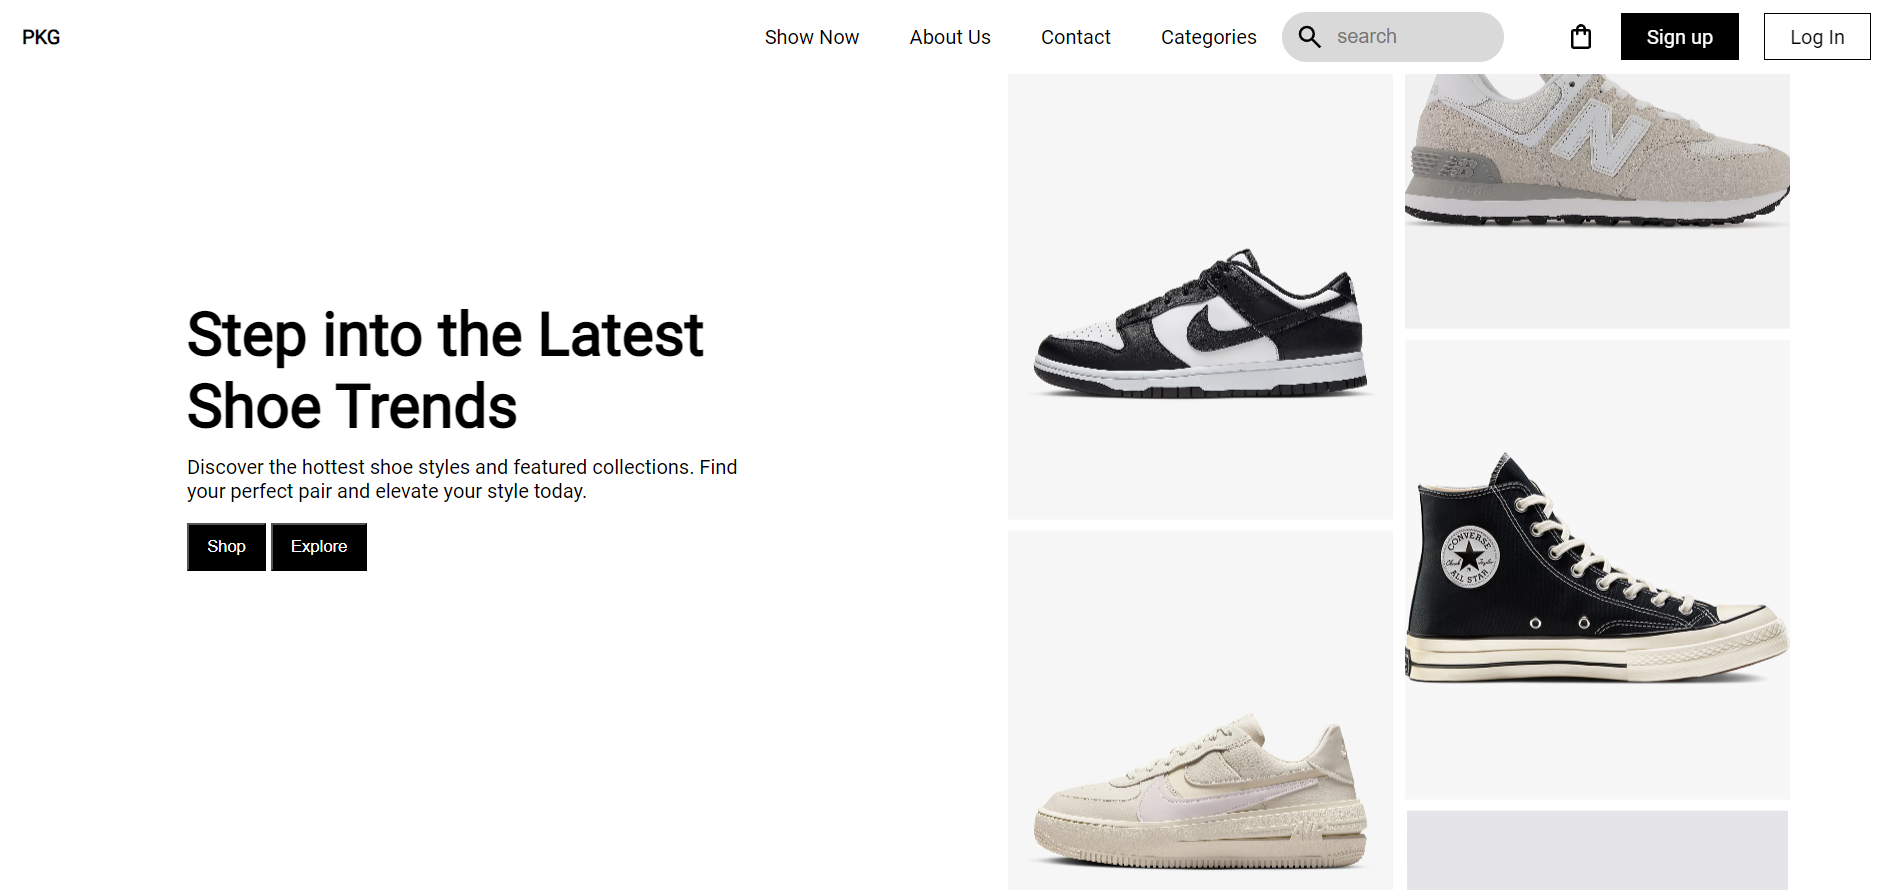 PKG
Show Now
About Us
Contact
Categories
search
Sign up
Log In
Step into the Latest
Shoe Trends
Discover the hottest shoe styles and featured collections. Find
your perfect pair and elevate your style today.
Shop
Explore
N
CONVERSE
ALL STAR